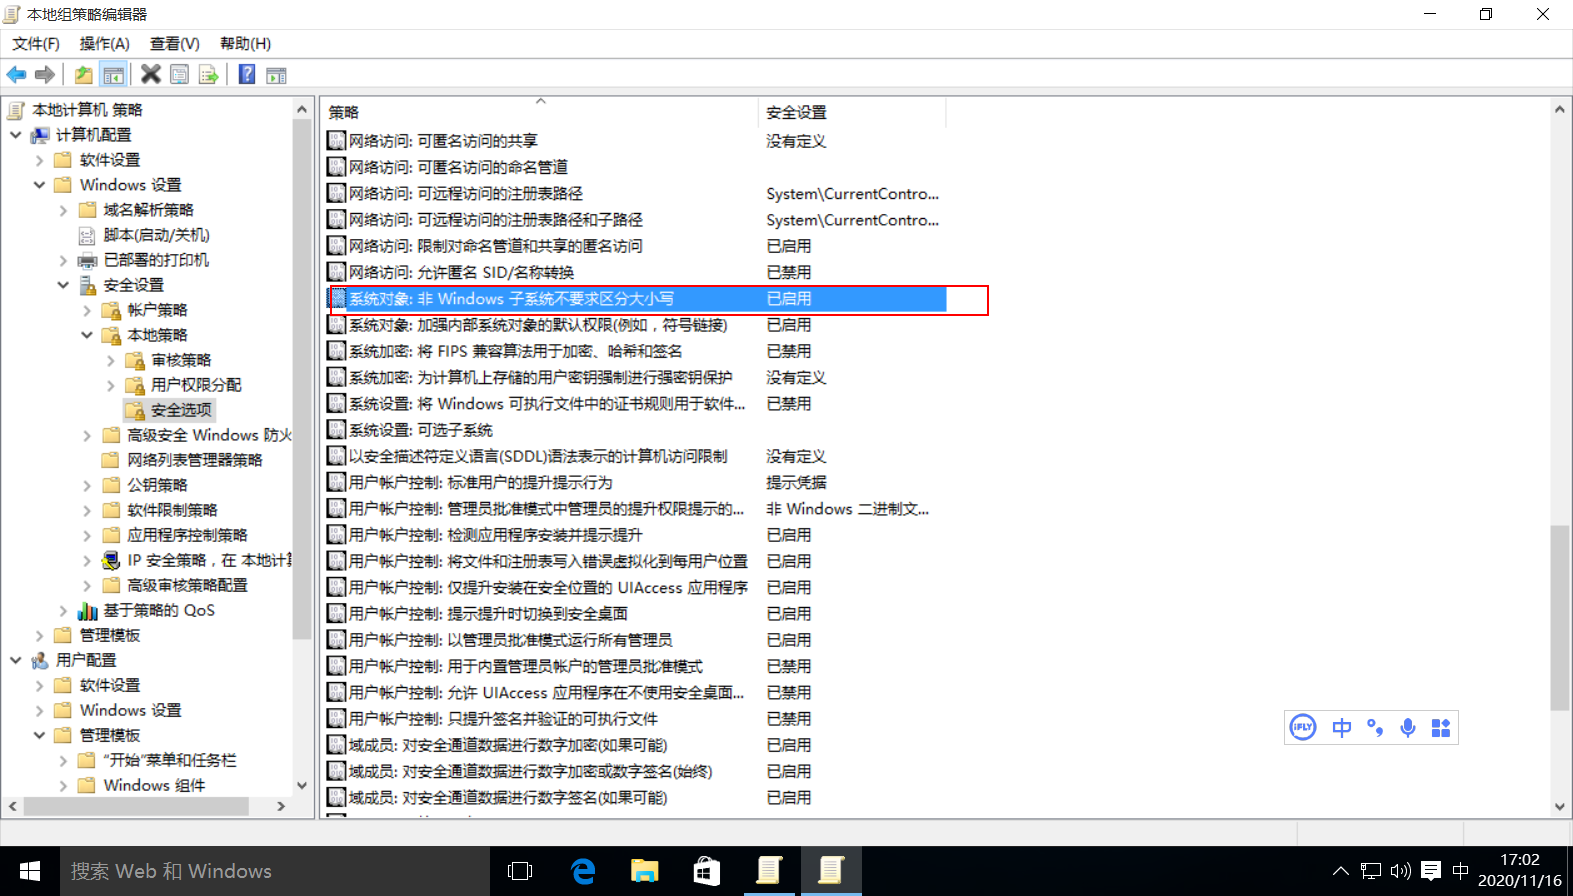 本地组策略编辑器
文件(F) 操作(A) 查看(V) 帮助(H)
本地计算机 策略
计算机配置
软件设置
Windows 设置
域名解析策略
脚本(启动/关机)
已部署的打印机
安全设置
帐户策略
本地策略
审核策略
用户权限分配
安全选项
高级安全 Windows 防火
网络列表管理器策略
公钥策略
软件限制策略
应用程序控制策略
IP 安全策略，在 本地计
高级审核策略配置
基于策略的 QoS
管理模板
用户配置
软件设置
Windows 设置
管理模板
“开始”菜单和任务栏
Windows 组件
策略 安全设置
网络访问: 可匿名访问的共享 没有定义
网络访问: 可匿名访问的命名管道
网络访问: 可远程访问的注册表路径 System\CurrentContro...
网络访问: 可远程访问的注册表路径和子路径 System\CurrentContro...
网络访问: 限制对命名管道和共享的匿名访问 已启用
网络访问: 允许匿名 SID/名称转换 已禁用
系统对象: 非 Windows 子系统不要求区分大小写 已启用
系统对象: 加强内部系统对象的默认权限(例如，符号链接) 已启用
系统加密: 将 FIPS 兼容算法用于加密、哈希和签名 已禁用
系统加密: 为计算机上存储的用户密钥强制进行强密钥保护 没有定义
系统设置: 将 Windows 可执行文件中的证书规则用于软件... 已禁用
系统设置: 可选子系统
以安全描述符定义语言(SDDL)语法表示的计算机访问限制 没有定义
用户帐户控制: 标准用户的提升提示行为 提示凭据
用户帐户控制: 管理员批准模式中管理员的提升权限提示的... 非 Windows 二进制文...
用户帐户控制: 检测应用程序安装并提示提升 已启用
用户帐户控制: 将文件和注册表写入错误虚拟化到每用户位置 已启用
用户帐户控制: 仅提升安装在安全位置的 UIAccess 应用程序 已启用
用户帐户控制: 提示提升时切换到安全桌面 已启用
用户帐户控制: 以管理员批准模式运行所有管理员 已启用
用户帐户控制: 用于内置管理员帐户的管理员批准模式 已禁用
用户帐户控制: 允许 UIAccess 应用程序在不使用安全桌面... 已禁用
用户帐户控制: 只提升签名并验证的可执行文件 已禁用
域成员: 对安全通道数据进行数字加密(如果可能) 已启用
域成员: 对安全通道数据进行数字加密或数字签名(始终) 已启用
域成员: 对安全通道数据进行数字签名(如果可能) 已启用
iFLY 中
搜索 Web 和 Windows
中
17:02
2020/11/16